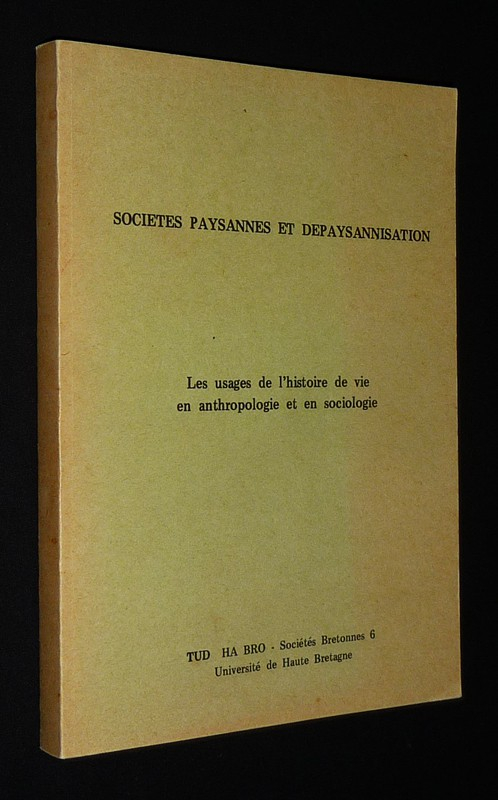 SOCIETES PAYSANNES ET DEPAYSANNISATION
Les usages de l'histoire de vie
en anthropologie et en sociologie
TUD HA BRO - Sociétés Bretonnes 6
Université de Haute Bretagne